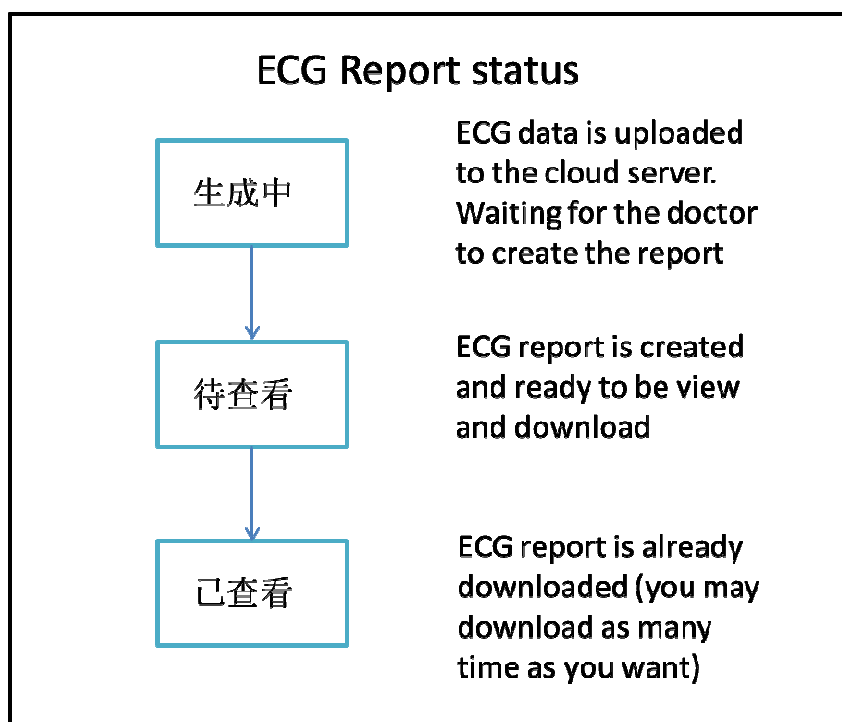 ECG Report status
生成中
ECG data is uploaded
to the cloud server.
Waiting for the doctor
to create the report
待查看
ECG report is created
and ready to be view
and download
已查看
ECG report is already
downloaded (you may
download as many
time as you want)